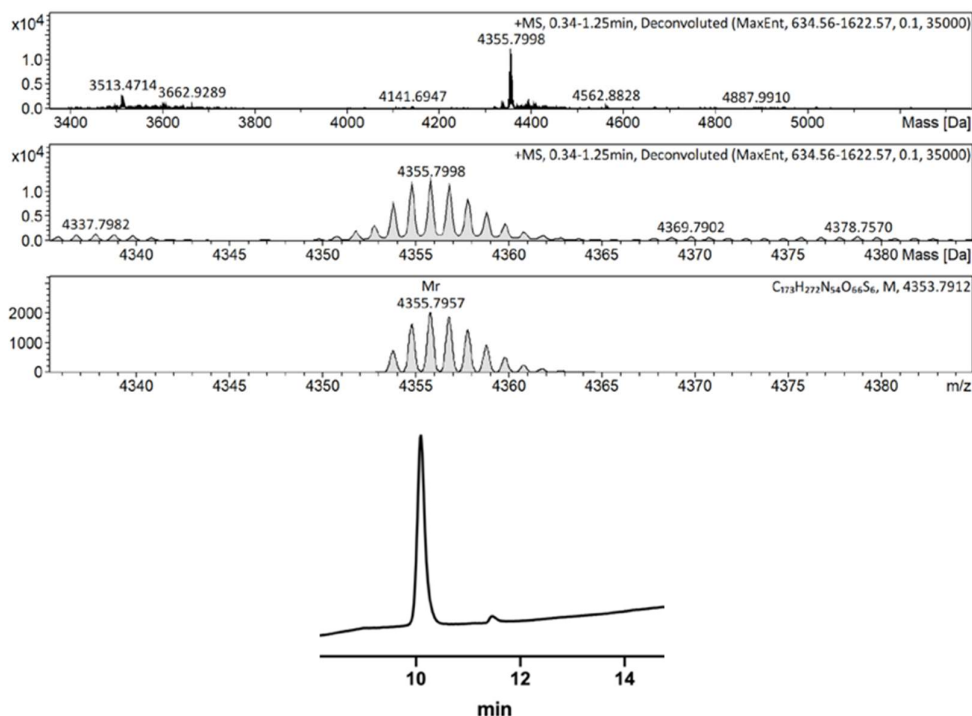 x10⁴
+MS, 0.34-1.25min, Deconvoluted (MaxEnt, 634.56-1622.57, 0.1, 35000)
4355.7998
1.0
3513.4714
3662.9289
0.5
4141.6947
4562.8828
4887.9910
0.0
3400 3600 3800 4000 4200 4400 4600 4800 5000 Mass [Da]
x10⁴
+MS, 0.34-1.25min, Deconvoluted (MaxEnt, 634.56-1622.57, 0.1, 35000)
4355.7998
1.0
0.5
4337.7982
4369.7902
4378.7570
0.0
4340 4345 4350 4355 4360 4365 4370 4375 4380 Mass [Da]
Mr
C₁₇₃H₂₇₂N₅₄O₆₆S₆, M, 4353.7912
4355.7957
2000
1000
0
4340 4345 4350 4355 4360 4365 4370 4375 4380 m/z
10 12 14
min